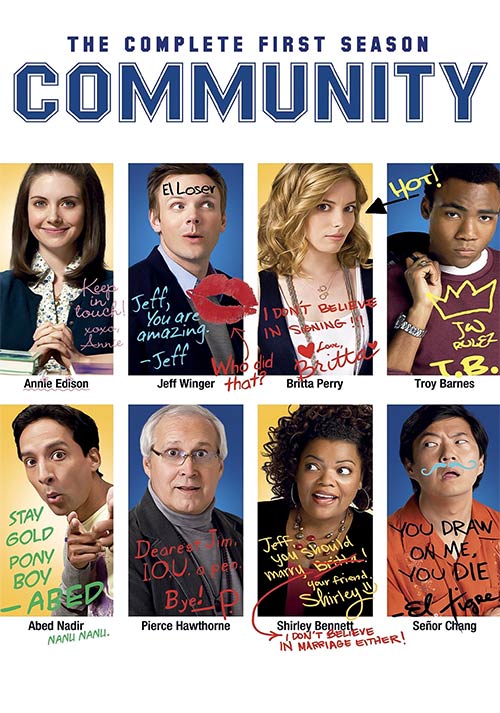 THE COMPLETE FIRST SEASON
COMMUNITY
Keep
in
touch!
xoxo,
Annie
Annie Edison
El Loser
Jeff,
You are
amazing.
-Jeff
Who did
that?
Jeff Winger
I DON'T BELIEVE
IN SIGNING!!!
Love,
Britta
Britta Perry
HOT!
JW
RULEZ
T.B.
Troy Barnes
STAY
GOLD
PONY
BOY
-ABED
Abed Nadir
NANU NANU.
Dearest Jim,
I.O.U. a pen.
Bye! -P
Pierce Hawthorne
Jeff-
you should
marry Britta!
your friend,
Shirley
Shirley Bennett
I DON'T BELIEVE
IN MARRIAGE EITHER!
YOU DRAW
ON ME,
YOU DIE
-El tigre
Señor Chang